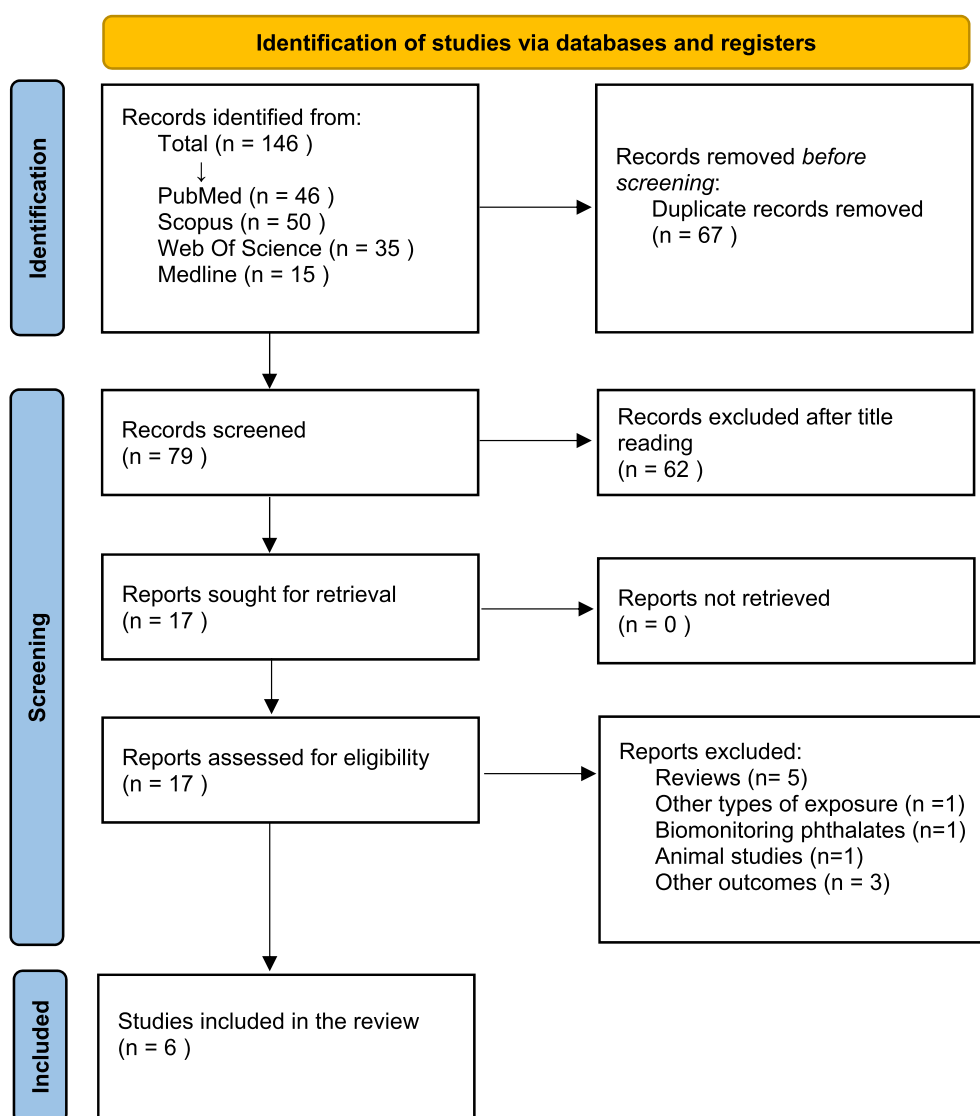 Identification of studies via databases and registers
Identification
Records identified from:
Total (n = 146 )
↓
PubMed (n = 46 )
Scopus (n = 50 )
Web Of Science (n = 35 )
Medline (n = 15 )
Records removed before
screening:
Duplicate records removed
(n = 67 )
Screening
Records screened
(n = 79 )
Records excluded after title
reading
(n = 62 )
Reports sought for retrieval
(n = 17 )
Reports not retrieved
(n = 0 )
Reports assessed for eligibility
(n = 17 )
Reports excluded:
Reviews (n= 5)
Other types of exposure (n =1)
Biomonitoring phthalates (n=1)
Animal studies (n=1)
Other outcomes (n = 3)
Included
Studies included in the review
(n = 6 )